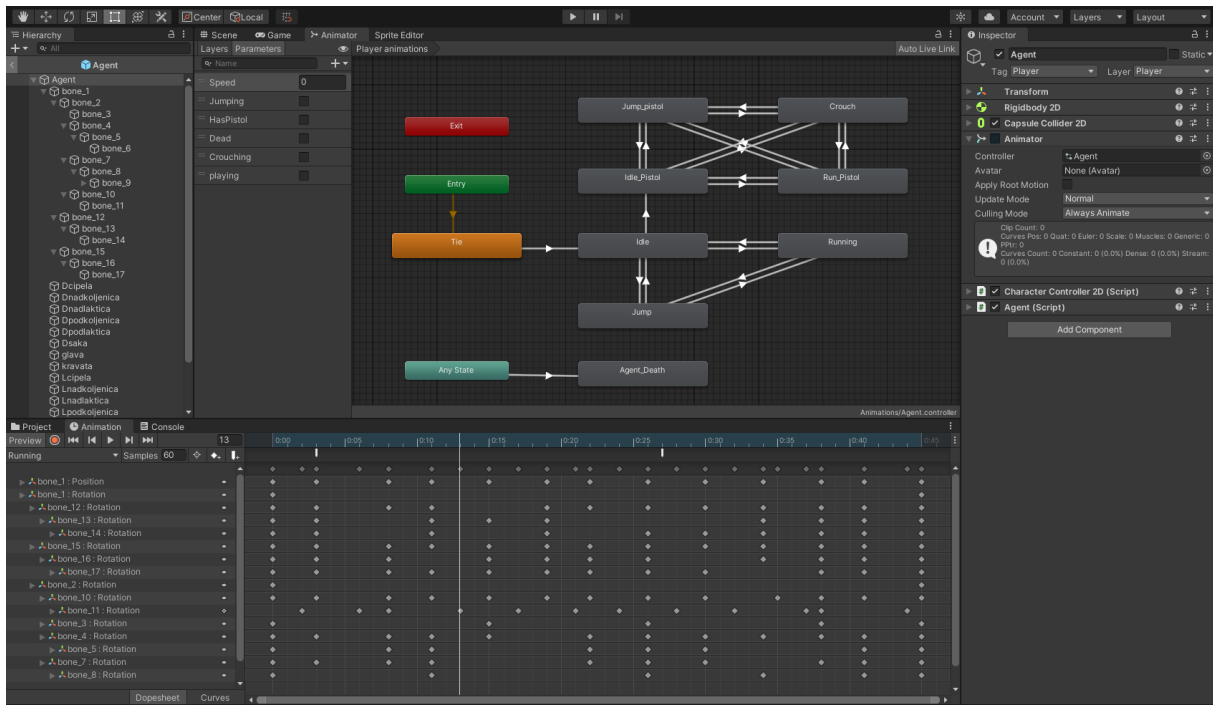 Center Local
Account Layers Layout
Hierarchy
All
Agent
Agent
bone_1
bone_2
bone_3
bone_4
bone_5
bone_6
bone_7
bone_8
bone_9
bone_10
bone_11
bone_12
bone_13
bone_14
bone_15
bone_16
bone_17
Dcipela
Dnadkoljenica
Dnadlaktica
Dpodkoljenica
Dpodlaktica
Dsaka
glava
kravata
Lcipela
Lnadkoljenica
Lnadlaktica
Lpodkoljenica
Scene Game Animator Sprite Editor
Layers Parameters Player animations Auto Live Link
Name
Speed 0
Jumping
HasPistol
Dead
Crouching
playing
Jump_pistol Crouch
Exit
Idle_Pistol Run_Pistol
Entry
Tie Idle Running
Jump
Any State Agent_Death
Animations/Agent.controller
Inspector
Agent Static
Tag Player Layer Player
Transform
Rigidbody 2D
Capsule Collider 2D
Animator
Controller Agent
Avatar None (Avatar)
Apply Root Motion
Update Mode Normal
Culling Mode Always Animate
Clip Count: 0
Curves Pos: 0 Quat: 0 Euler: 0 Scale: 0 Muscles: 0 Generic: 0
PPtr: 0
Curves Count: 0 Constant: 0 (0.0%) Dense: 0 (0.0%) Stream:
0 (0.0%)
Character Controller 2D (Script)
Agent (Script)
Add Component
Project Animation Console
Preview 13 0:00 0:05 0:10 0:15 0:20 0:25 0:30 0:35 0:40 0:45
Running Samples 60
bone_1 : Position
bone_1 : Rotation
bone_12 : Rotation
bone_13 : Rotation
bone_14 : Rotation
bone_15 : Rotation
bone_16 : Rotation
bone_17 : Rotation
bone_2 : Rotation
bone_10 : Rotation
bone_11 : Rotation
bone_3 : Rotation
bone_4 : Rotation
bone_5 : Rotation
bone_7 : Rotation
bone_8 : Rotation
Dopesheet Curves